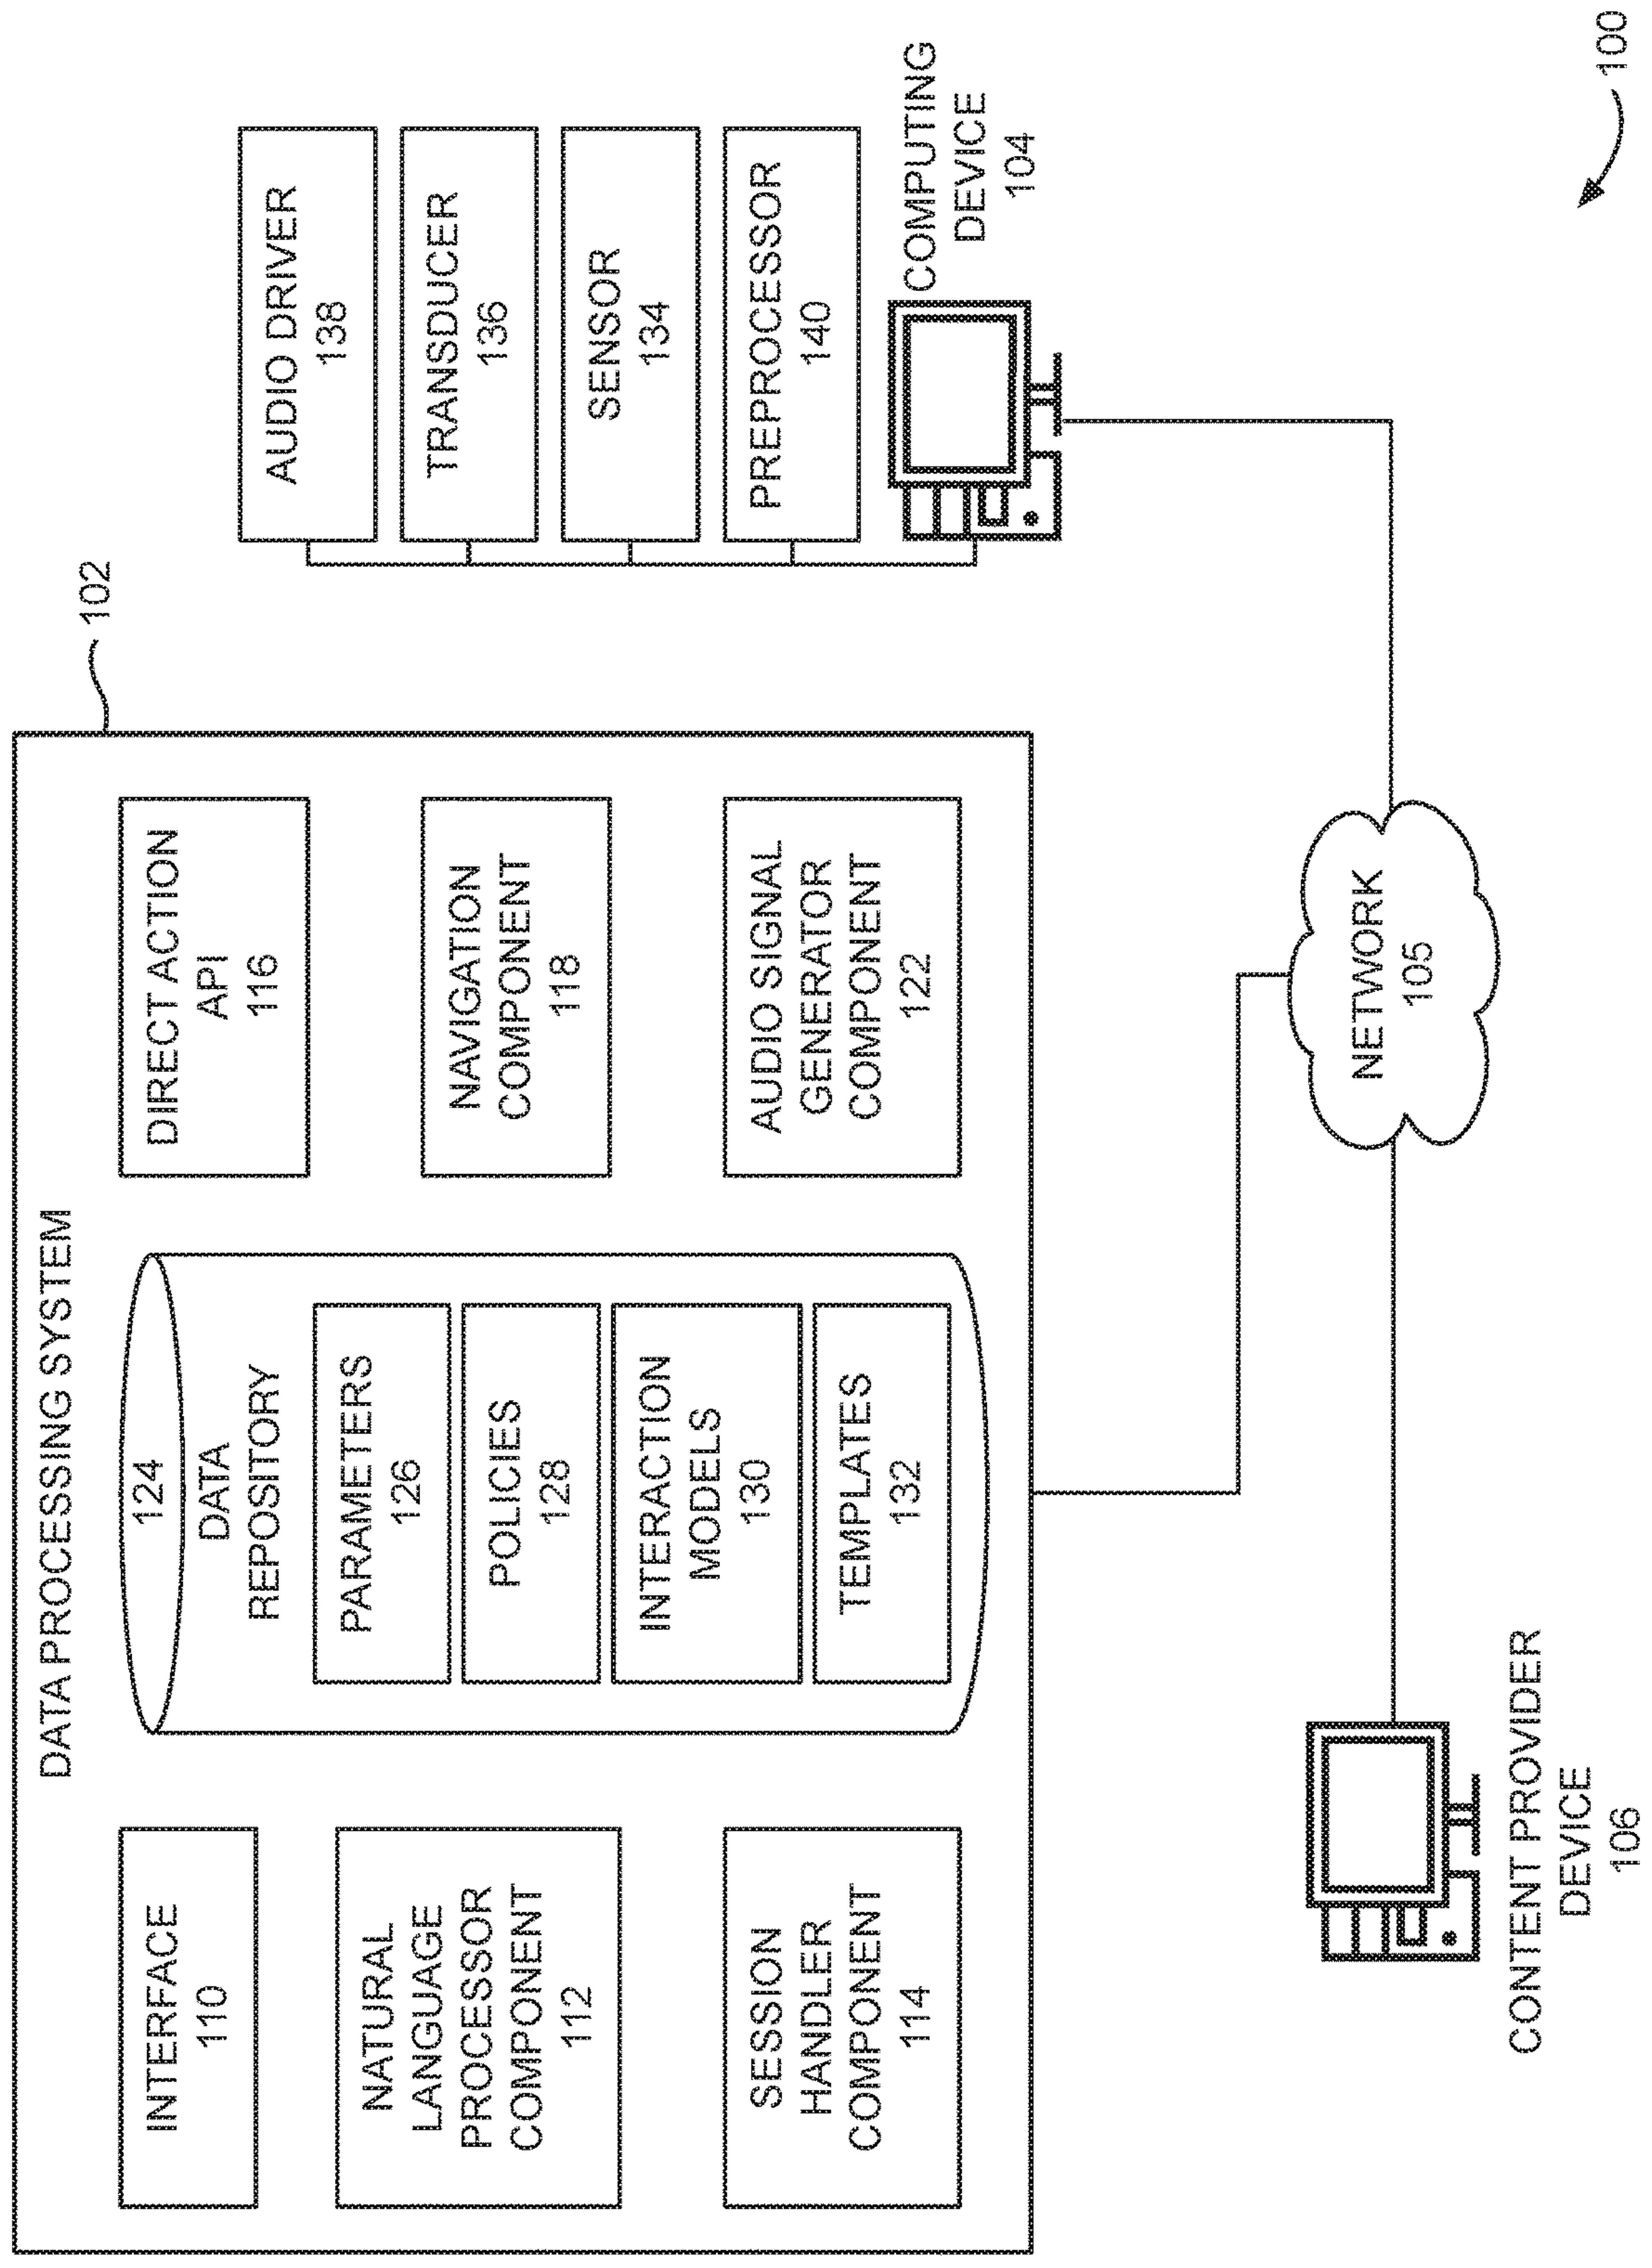 DATA PROCESSING SYSTEM
102
INTERFACE
110
NATURAL
LANGUAGE
PROCESSOR
COMPONENT
112
SESSION
HANDLER
COMPONENT
114
124
DATA
REPOSITORY
PARAMETERS
126
POLICIES
128
INTERACTION
MODELS
130
TEMPLATES
132
DIRECT ACTION
API
116
NAVIGATION
COMPONENT
118
AUDIO SIGNAL
GENERATOR
COMPONENT
122
AUDIO DRIVER
138
TRANSDUCER
136
SENSOR
134
PREPROCESSOR
140
COMPUTING
DEVICE
104
NETWORK
105
CONTENT PROVIDER
DEVICE
106
100